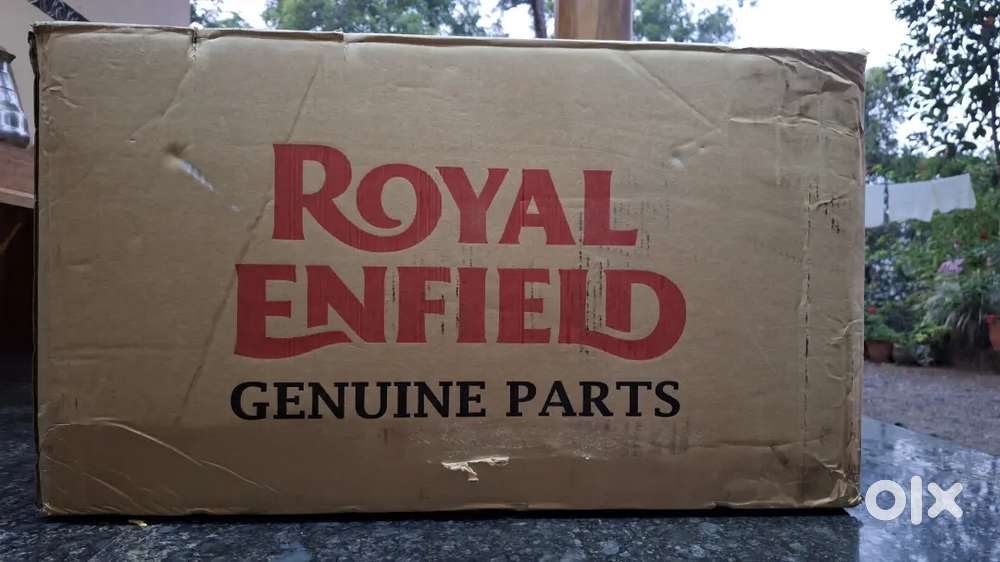 ROYAL
ENFIELD
GENUINE PARTS
olx